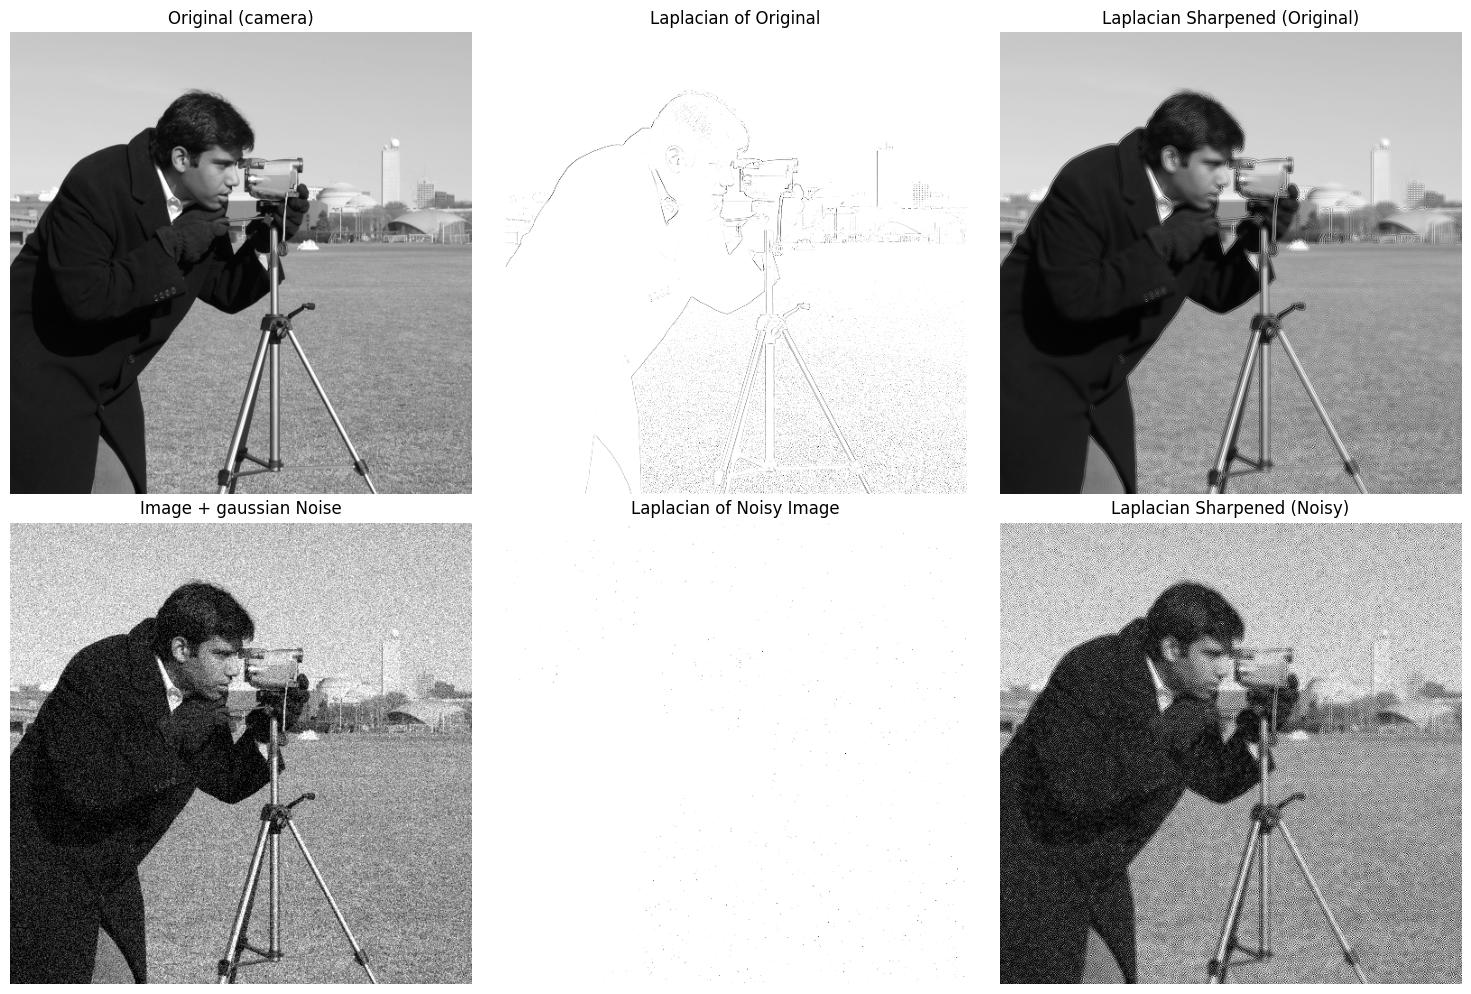 Original (camera)
Laplacian of Original
Laplacian Sharpened (Original)
Image + gaussian Noise
Laplacian of Noisy Image
Laplacian Sharpened (Noisy)